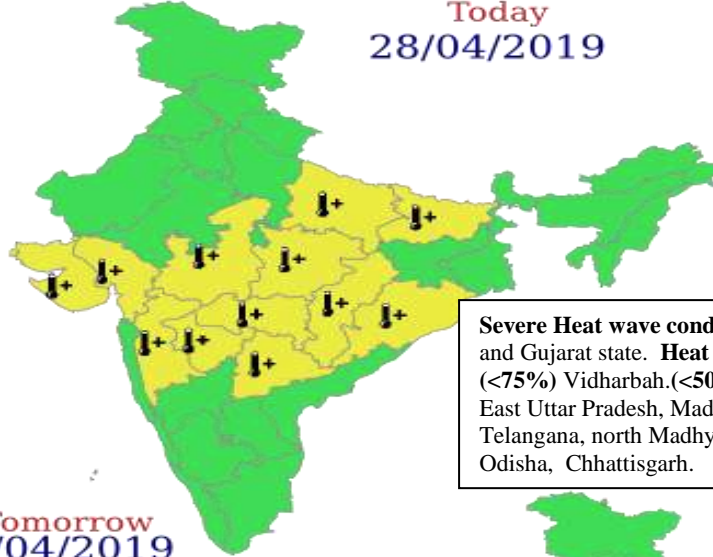 Today
28/04/2019
Severe Heat wave cond
and Gujarat state. Heat
(<75%) Vidharbah.(<50
East Uttar Pradesh, Mad
Telangana, north Madhy
Odisha, Chhattisgarh.
omorrow
/04/2019